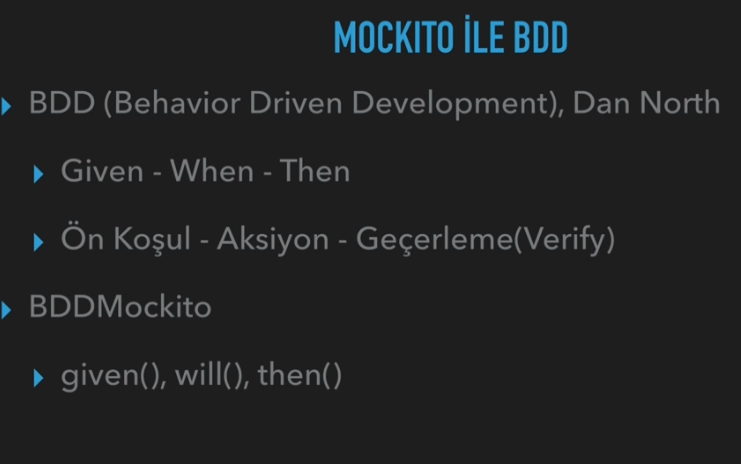 MOCKITO İLE BDD
BDD (Behavior Driven Development), Dan North
Given - When - Then
Ön Koşul - Aksiyon - Geçerleme(Verify)
BDDMockito
given(), will(), then()